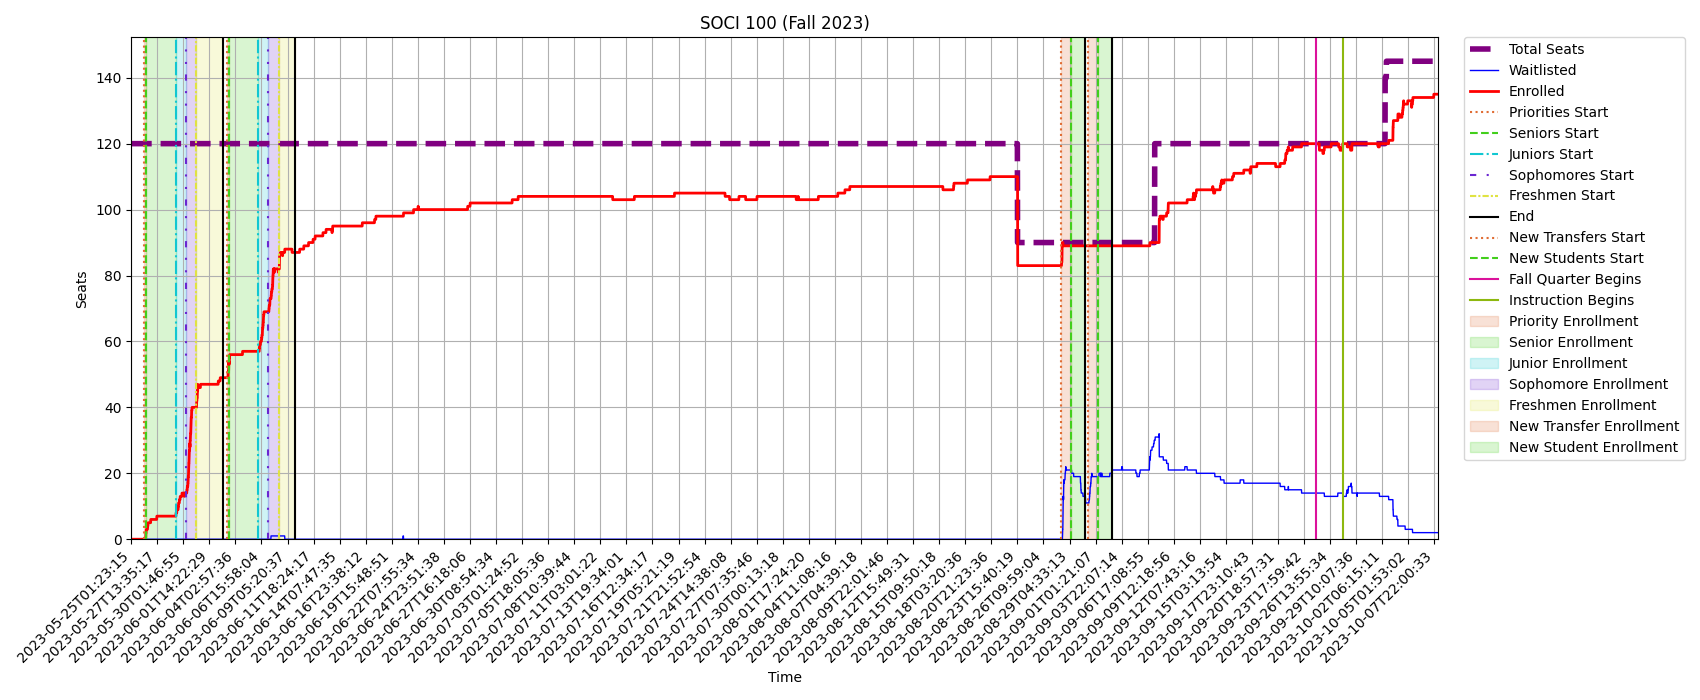 SOCI 100 (Fall 2023)
Seats
140
120
100
80
60
40
20
0
2023-05-25T01:23:15
2023-05-27T13:35:17
2023-05-30T01:46:55
2023-06-01T14:22:29
2023-06-04T02:57:36
2023-06-06T15:58:04
2023-06-09T05:20:37
2023-06-11T18:24:17
2023-06-14T07:47:35
2023-06-16T23:38:12
2023-06-19T15:48:51
2023-06-22T07:55:34
2023-06-24T23:51:38
2023-06-27T16:18:06
2023-06-30T08:54:34
2023-07-03T01:24:52
2023-07-05T18:05:36
2023-07-08T10:39:44
2023-07-11T03:01:22
2023-07-13T19:34:01
2023-07-16T12:34:17
2023-07-19T05:21:19
2023-07-21T21:52:54
2023-07-24T14:38:08
2023-07-27T07:35:46
2023-07-30T00:13:18
2023-08-01T17:24:20
2023-08-04T11:08:16
2023-08-07T04:39:18
2023-08-09T22:01:46
2023-08-12T15:49:31
2023-08-15T09:50:18
2023-08-18T03:20:36
2023-08-20T21:23:36
2023-08-23T15:40:19
2023-08-26T09:59:04
2023-08-29T04:33:13
2023-09-01T01:21:07
2023-09-03T22:07:14
2023-09-06T17:08:55
2023-09-09T12:18:56
2023-09-12T07:43:16
2023-09-15T03:13:54
2023-09-17T23:10:43
2023-09-20T18:57:31
2023-09-23T17:59:42
2023-09-26T13:55:34
2023-09-29T10:07:36
2023-10-02T06:15:11
2023-10-05T01:53:02
2023-10-07T22:00:33
Time
Total Seats
Waitlisted
Enrolled
Priorities Start
Seniors Start
Juniors Start
Sophomores Start
Freshmen Start
End
New Transfers Start
New Students Start
Fall Quarter Begins
Instruction Begins
Priority Enrollment
Senior Enrollment
Junior Enrollment
Sophomore Enrollment
Freshmen Enrollment
New Transfer Enrollment
New Student Enrollment